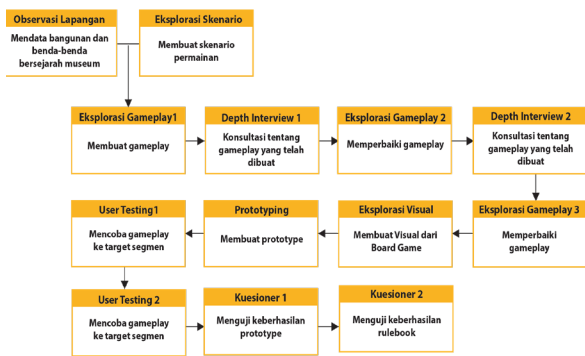 Observasi Lapangan
Mendata bangunan dan
benda-benda
bersejarah museum
Eksplorasi Skenario
Membuat skenario
permainan
Eksplorasi Gameplay1
Membuat gameplay
Depth Interview 1
Konsultasi tentang
gameplay yang telah
dibuat
Eksplorasi Gameplay 2
Memperbaiki gameplay
Depth Interview 2
Konsultasi tentang
gameplay yang telah
dibuat
Eksplorasi Gameplay 3
Memperbaiki
gameplay
Eksplorasi Visual
Membuat Visual dari
Board Game
Prototyping
Membuat prototype
User Testing1
Mencoba gameplay
ke target segmen
User Testing 2
Mencoba gameplay
ke target segmen
Kuesioner 1
Menguji keberhasilan
prototype
Kuesioner 2
Menguji keberhasilan
rulebook